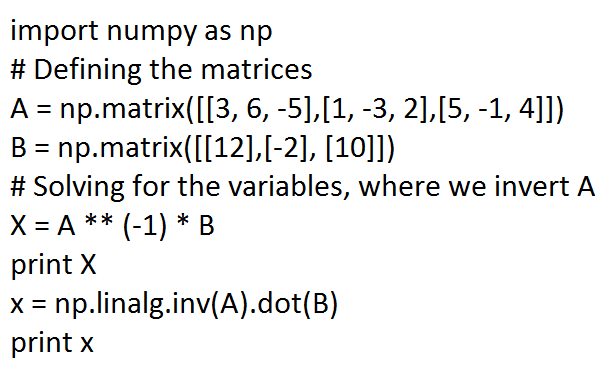 import numpy as np
# Defining the matrices
A = np.matrix([[3, 6, -5],[1, -3, 2],[5, -1, 4]])
B = np.matrix([[12],[-2], [10]])
# Solving for the variables, where we invert A
X = A ** (-1) * B
print X
x = np.linalg.inv(A).dot(B)
print x